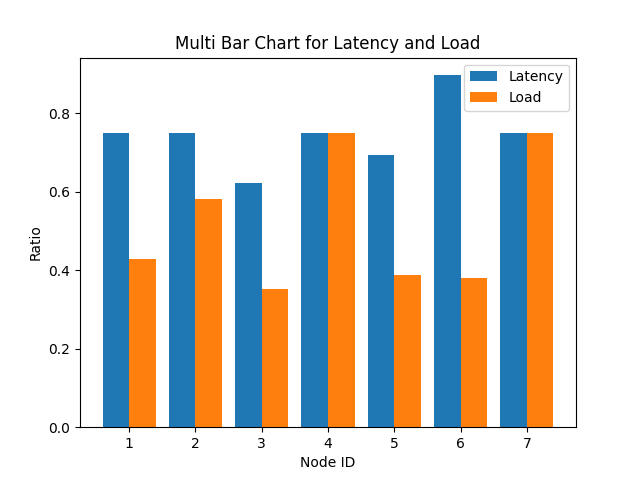 Multi Bar Chart for Latency and Load
Latency
Load
0.8
0.6
0.4
0.2
0.0
Ratio
1 2 3 4 5 6 7
Node ID